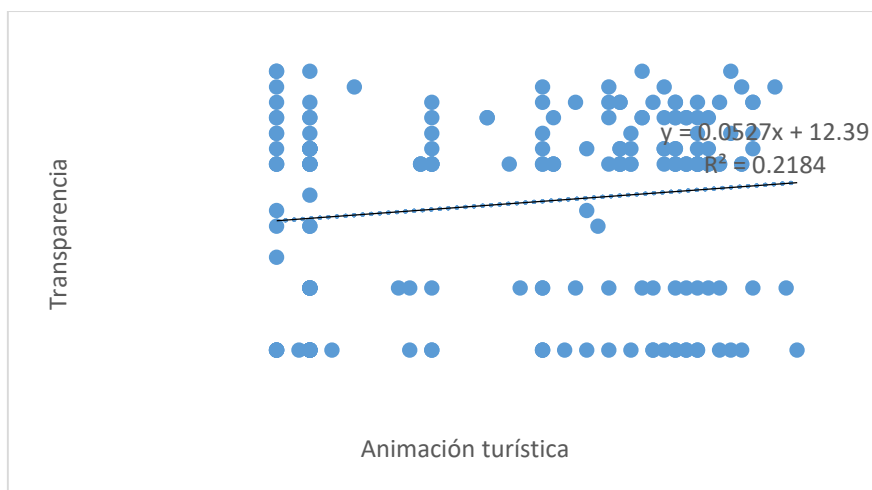 Transparencia
y = 0.0527x + 12.39
R² = 0.2184
Animación turística